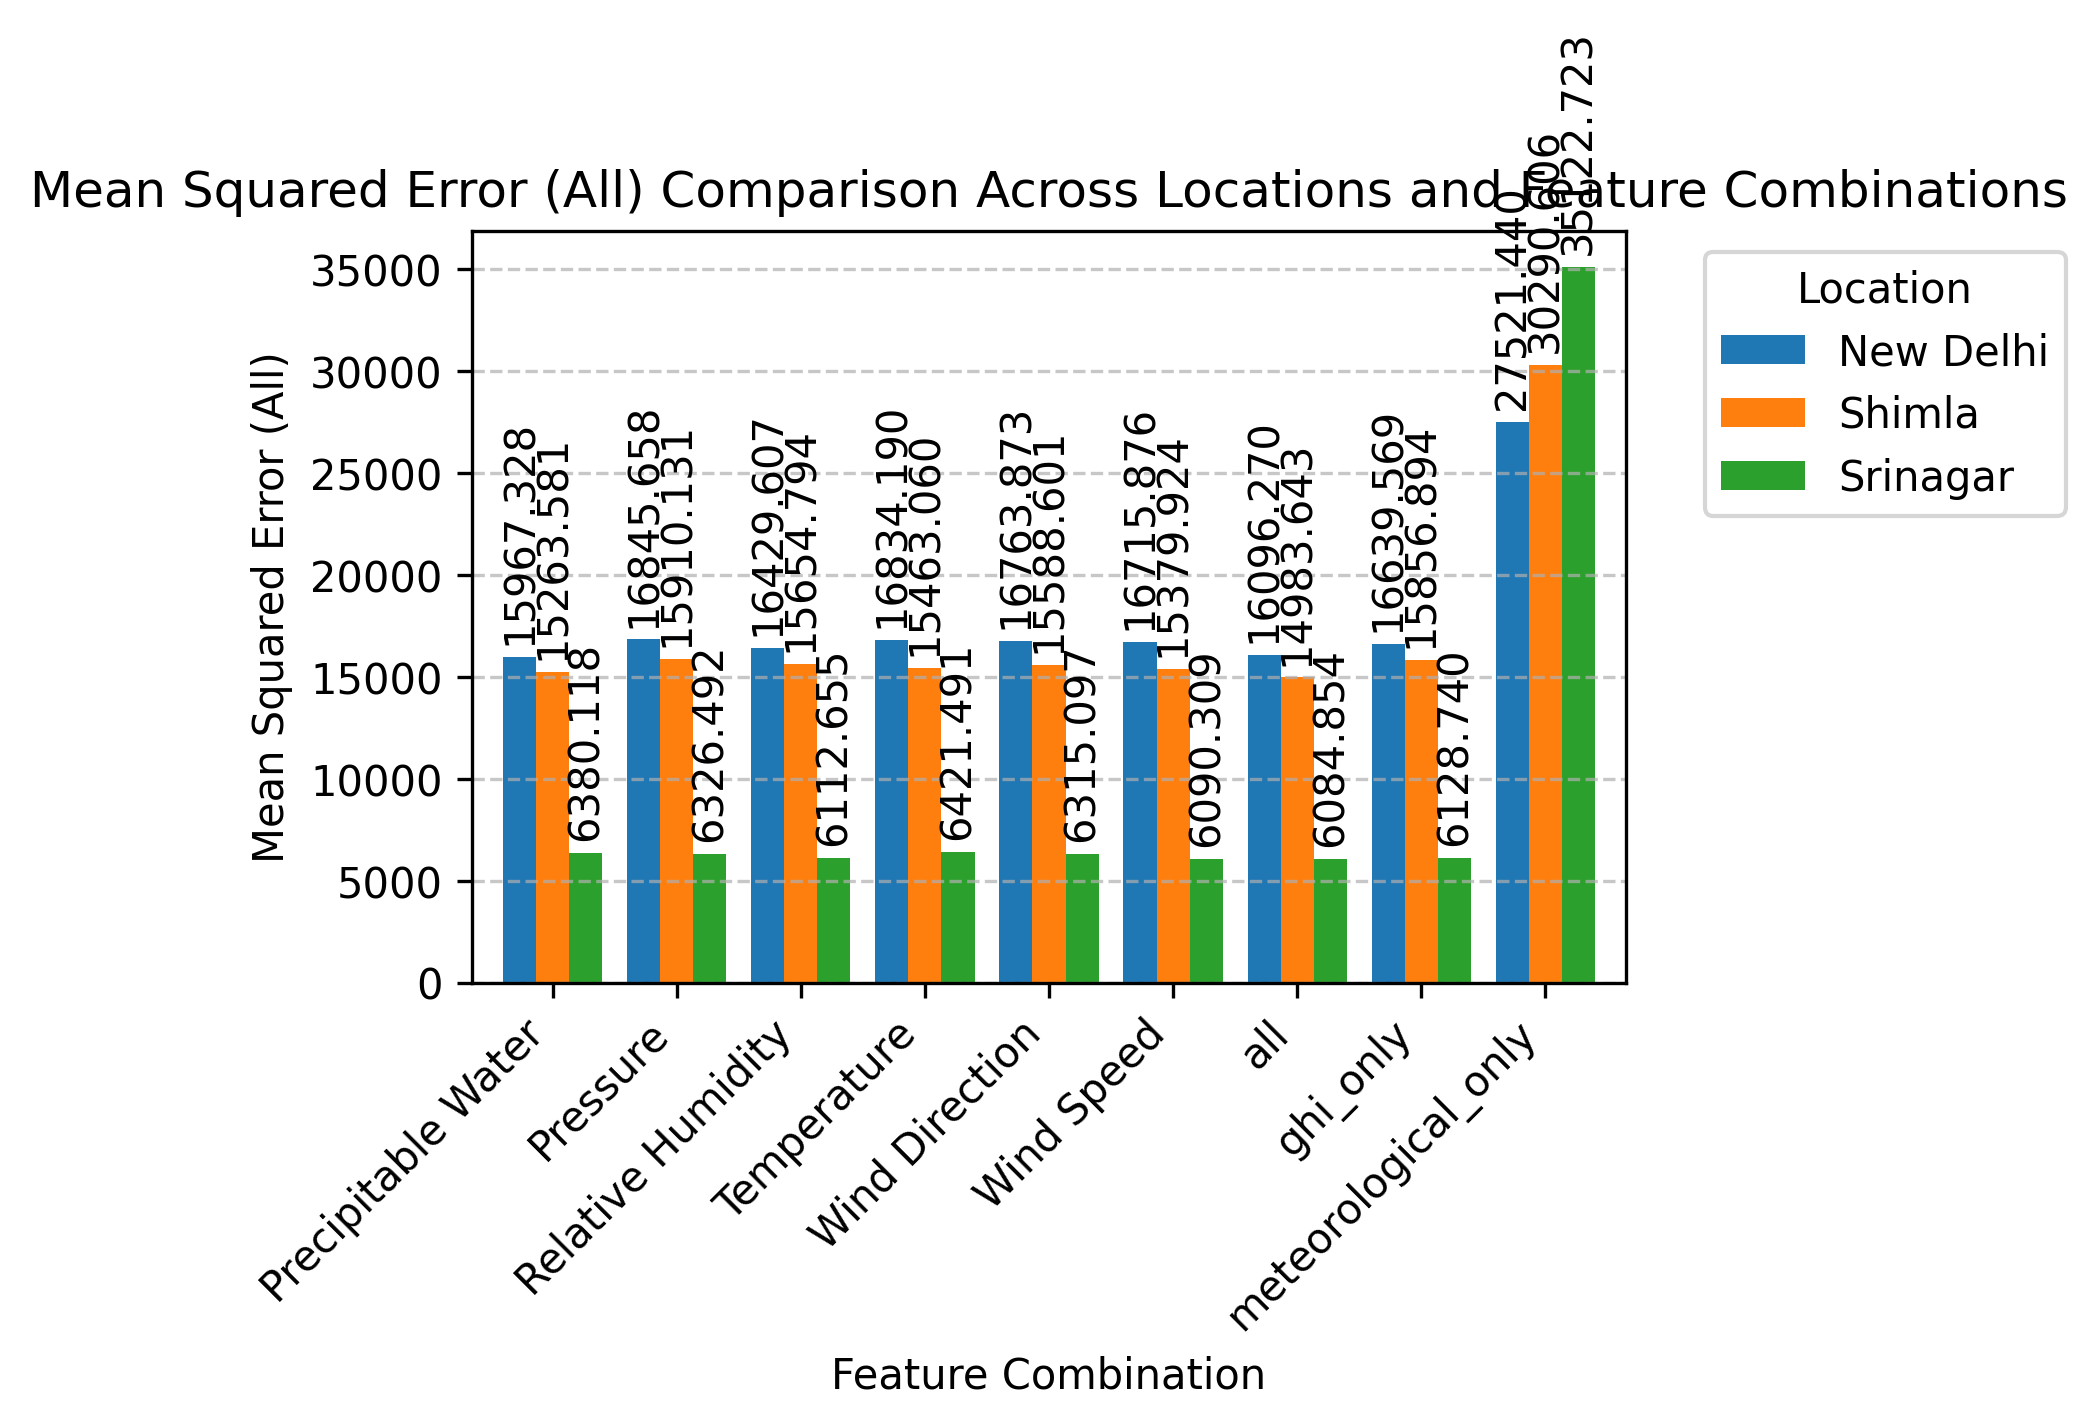 Mean Squared Error (All) Comparison Across Locations and Feature Combinations
Mean Squared Error (All)
35000
30000
25000
20000
15000
10000
5000
0
15967.328
15263.581
6380.118
16845.658
15910.131
6326.492
16429.607
15654.794
6112.655
16834.190
15463.060
6421.491
16763.873
15588.601
6315.097
16715.876
15379.924
6090.309
16096.270
14983.643
6084.854
16639.569
15856.894
6128.740
27521.440
30290.606
35122.723
Precipitable Water
Pressure
Relative Humidity
Temperature
Wind Direction
Wind Speed
all
ghi_only
meteorological_only
Feature Combination
Location
New Delhi
Shimla
Srinagar